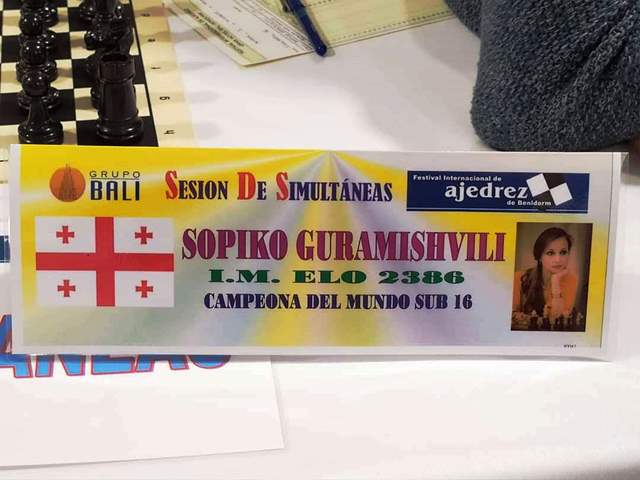 GRUPO
BALI
SESION DE SIMULTÁNEAS
Festival Internacional de
ajedrez
de Benidorm
SOPIKO GURAMISHVILI
I.M. ELO 2386
CAMPEONA DEL MUNDO SUB 16